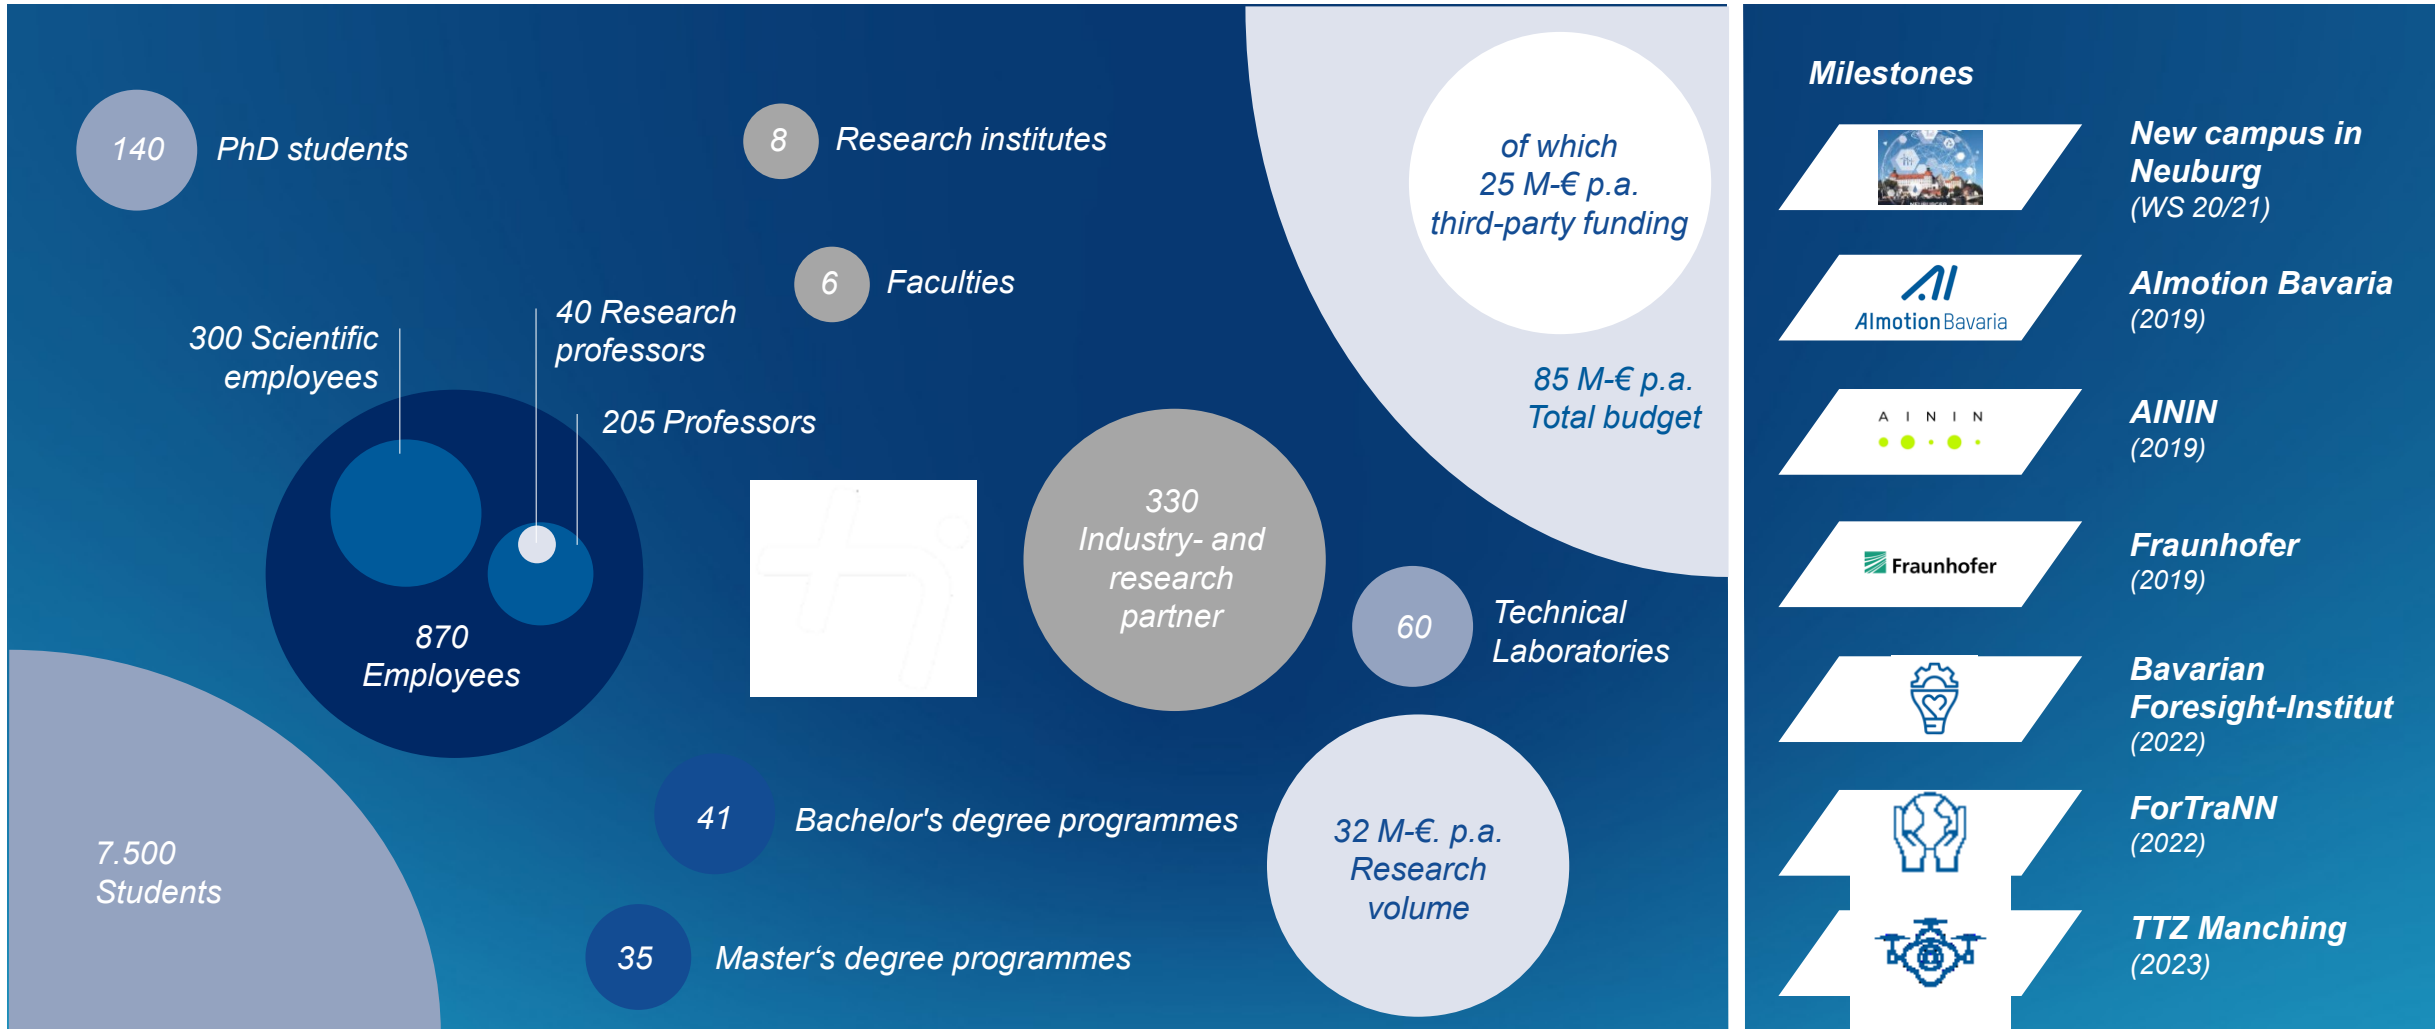 140
PhD students
8
Research institutes
6
Faculties
300 Scientific
employees
40 Research
professors
205 Professors
870
Employees
7.500
Students
330
Industry- and
research
partner
of which
25 M-€ p.a.
third-party funding
85 M-€ p.a.
Total budget
60
Technical
Laboratories
41
Bachelor's degree programmes
35
Master‘s degree programmes
32 M-€. p.a.
Research
volume
Milestones
New campus in
Neuburg
(WS 20/21)
AI
AImotion Bavaria
AImotion Bavaria
(2019)
AININ
AININ
(2019)
Fraunhofer
Fraunhofer
(2019)
Bavarian
Foresight-Institut
(2022)
ForTraNN
(2022)
TTZ Manching
(2023)